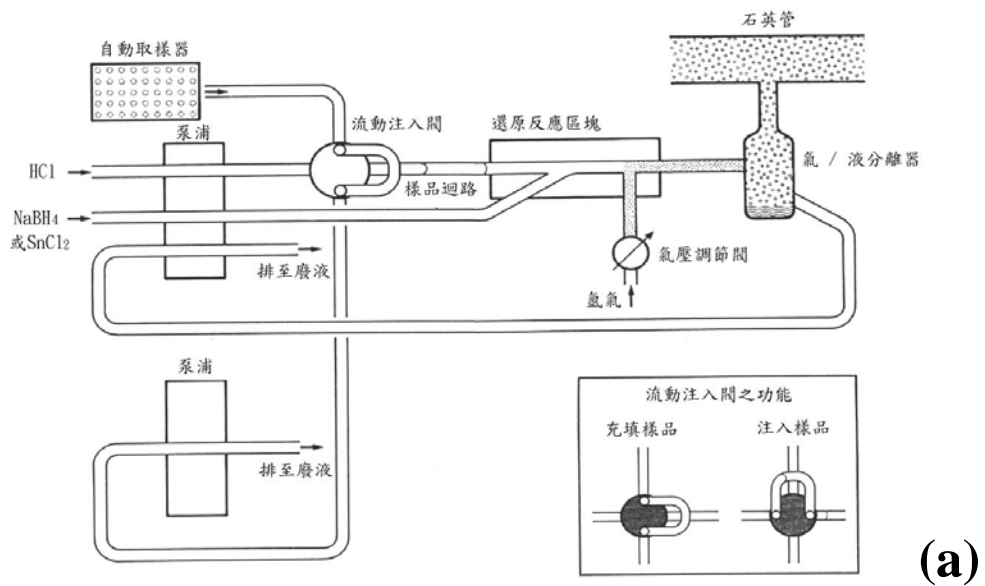 石英管
自動取樣器
泵浦
流動注入閥
還原反應區塊
HCl
樣品迴路
氣 / 液分離器
NaBH₄
或SnCl₂
排至廢液
氣壓調節閥
氬氣
泵浦
排至廢液
流動注入閥之功能
充填樣品
注入樣品
(a)